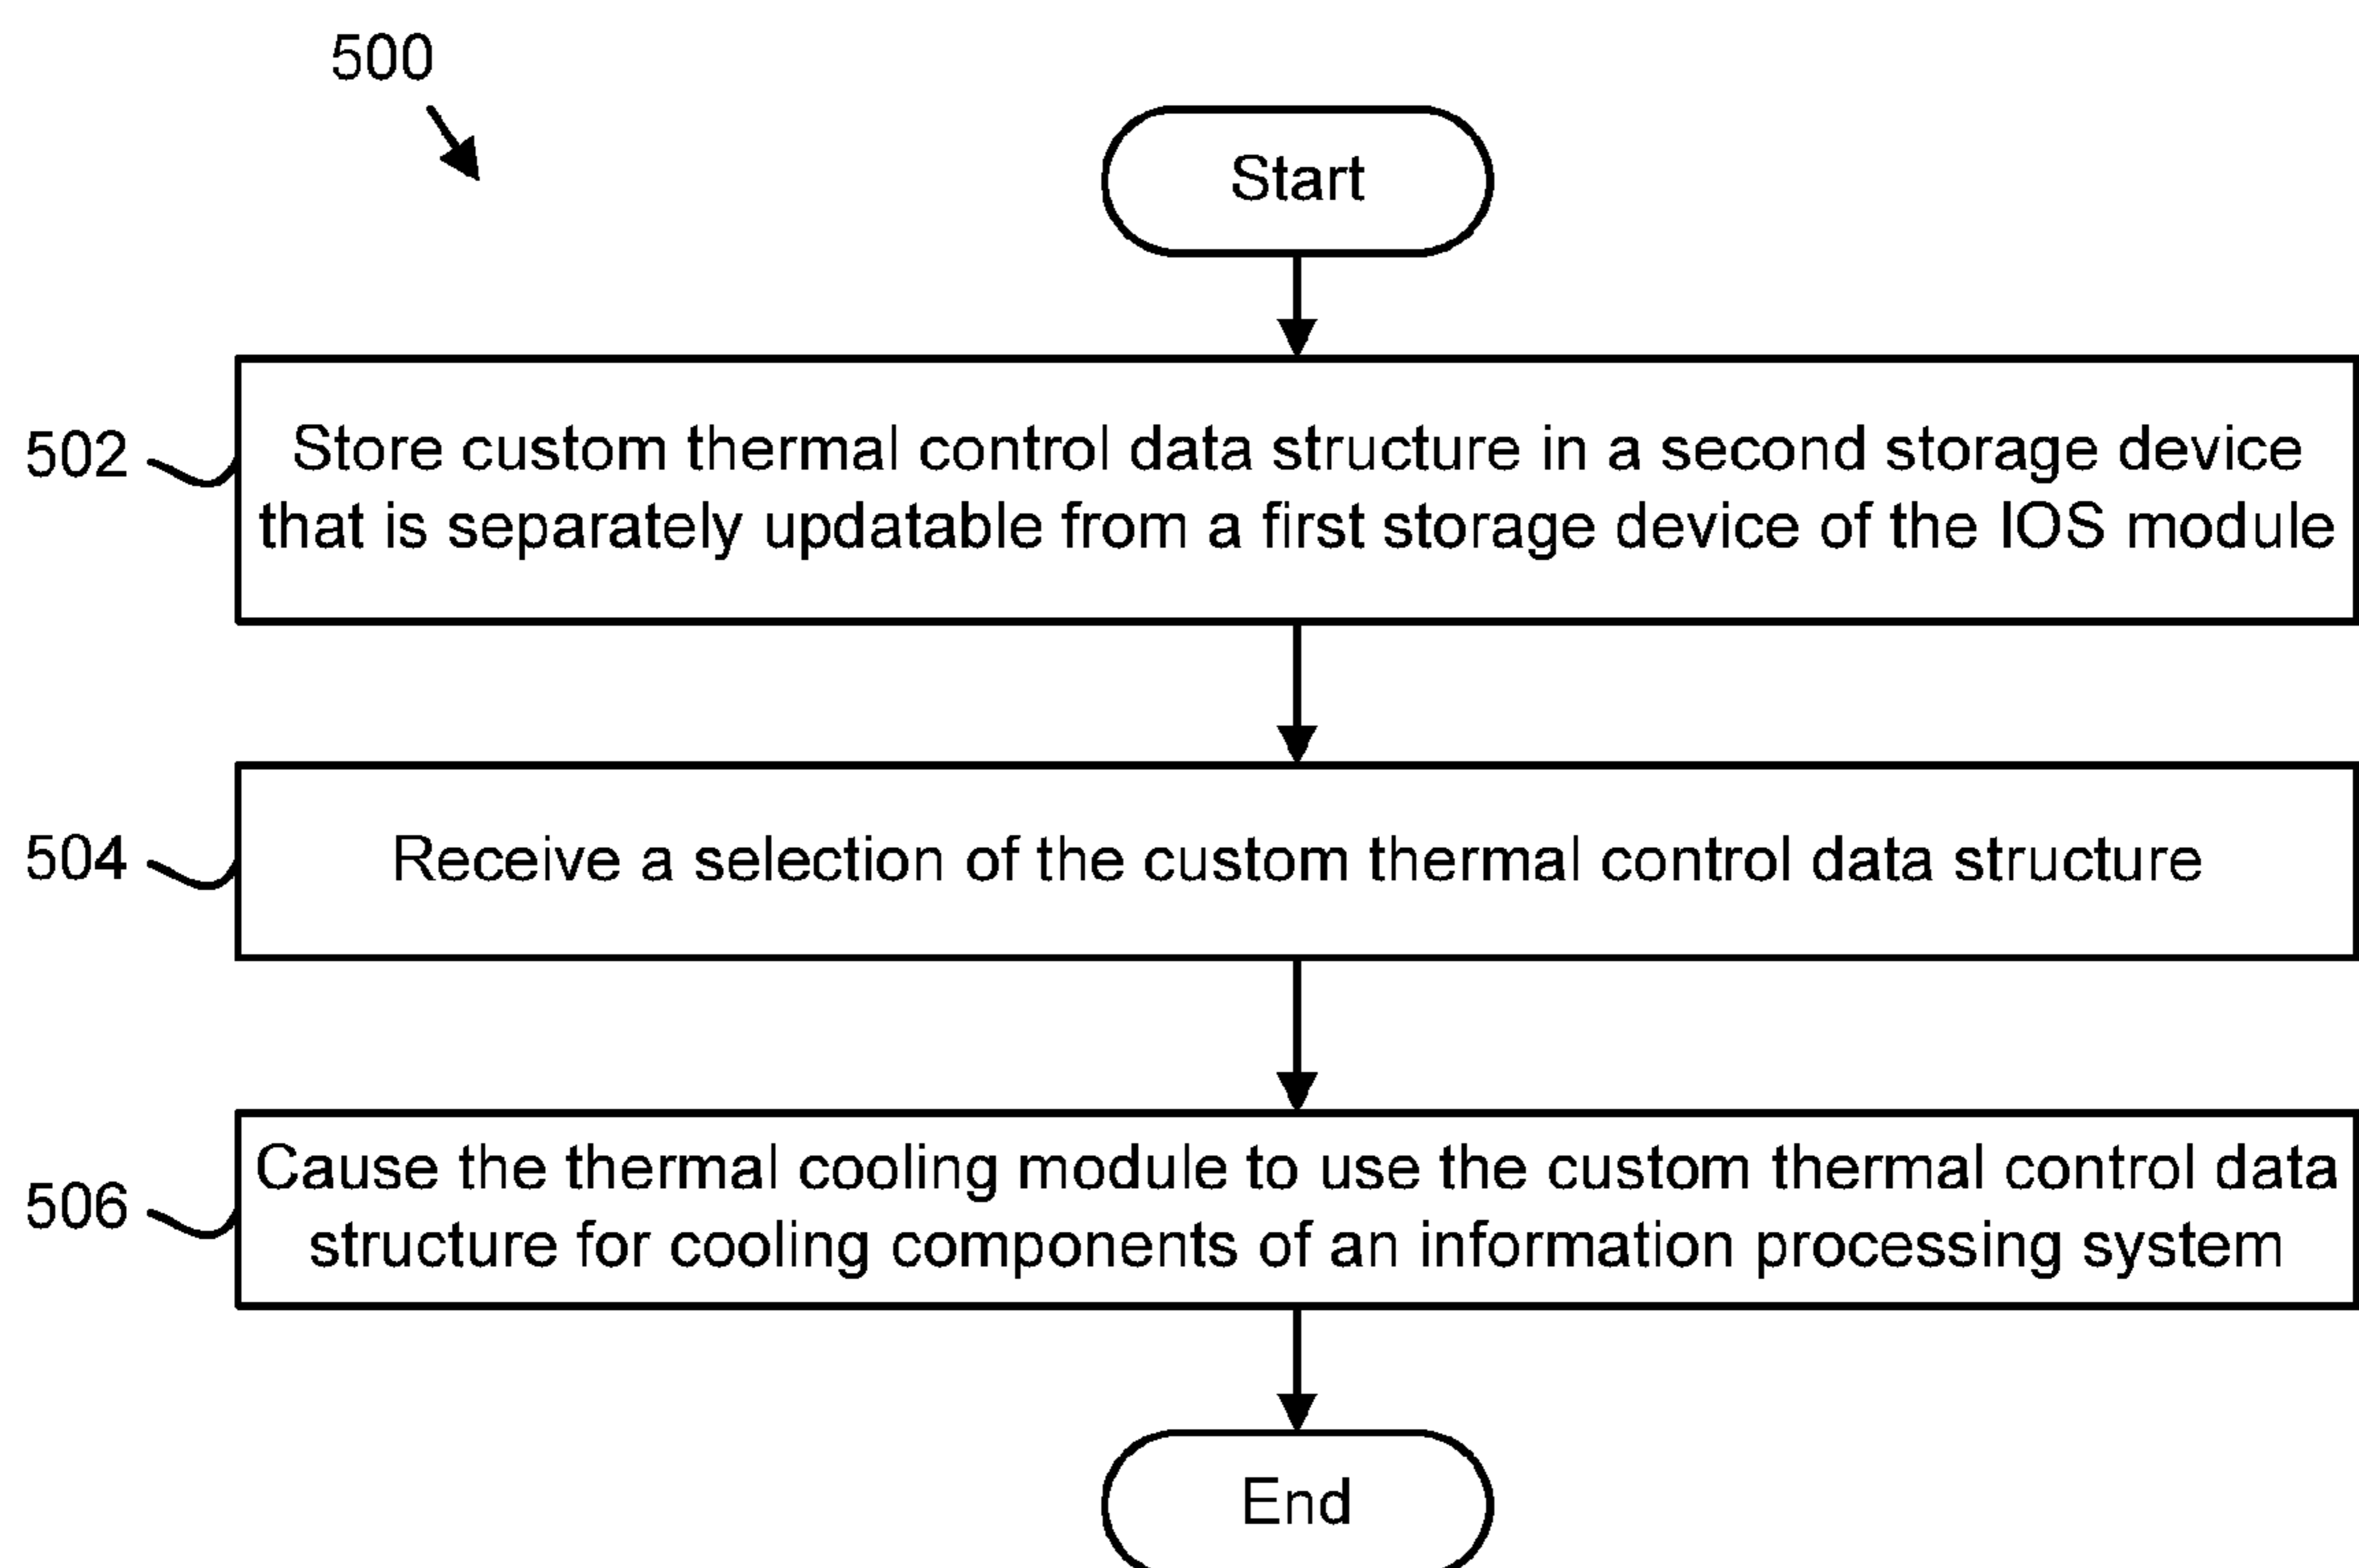 500
Start
502
Store custom thermal control data structure in a second storage device
that is separately updatable from a first storage device of the IOS module
504
Receive a selection of the custom thermal control data structure
506
Cause the thermal cooling module to use the custom thermal control data
structure for cooling components of an information processing system
End